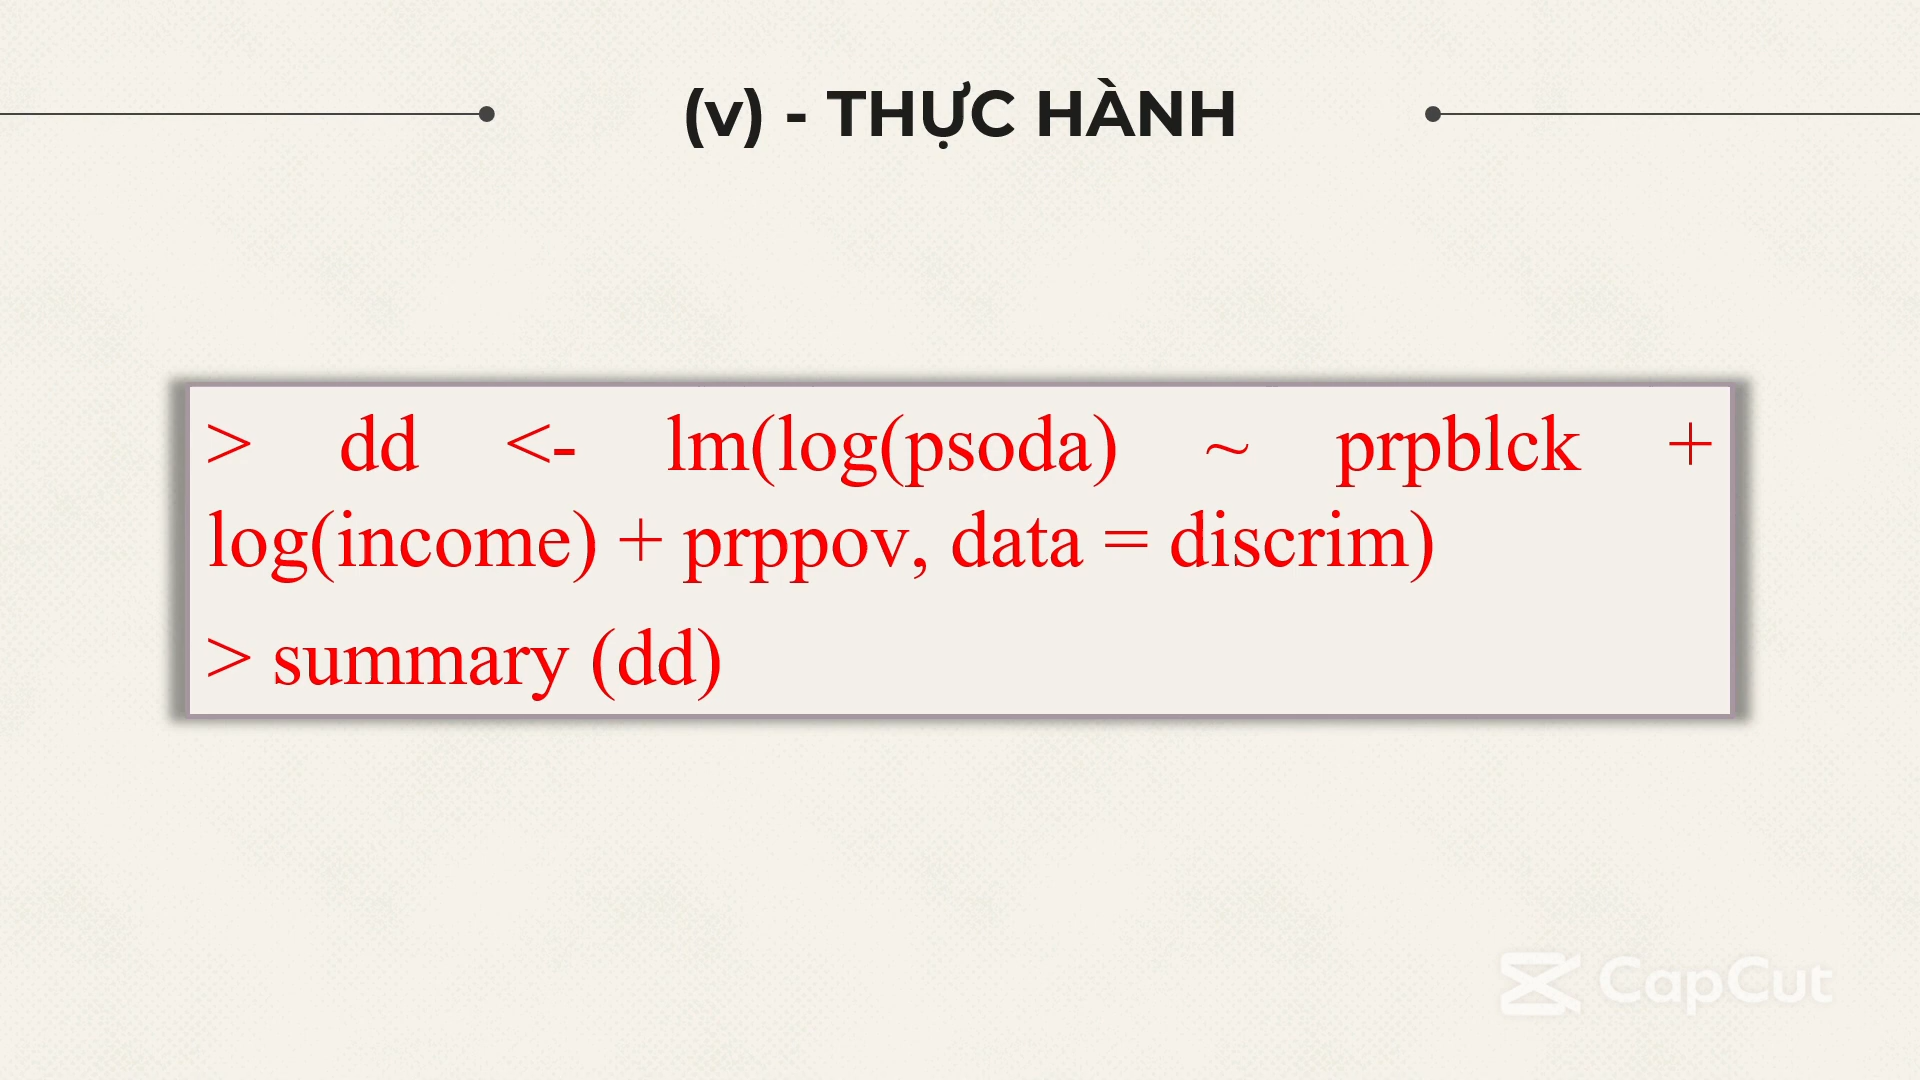 (v) - THỰC HÀNH
> dd <- lm(log(psoda) ~ prpblck +
log(income) + prppov, data = discrim)
> summary (dd)
CapCut